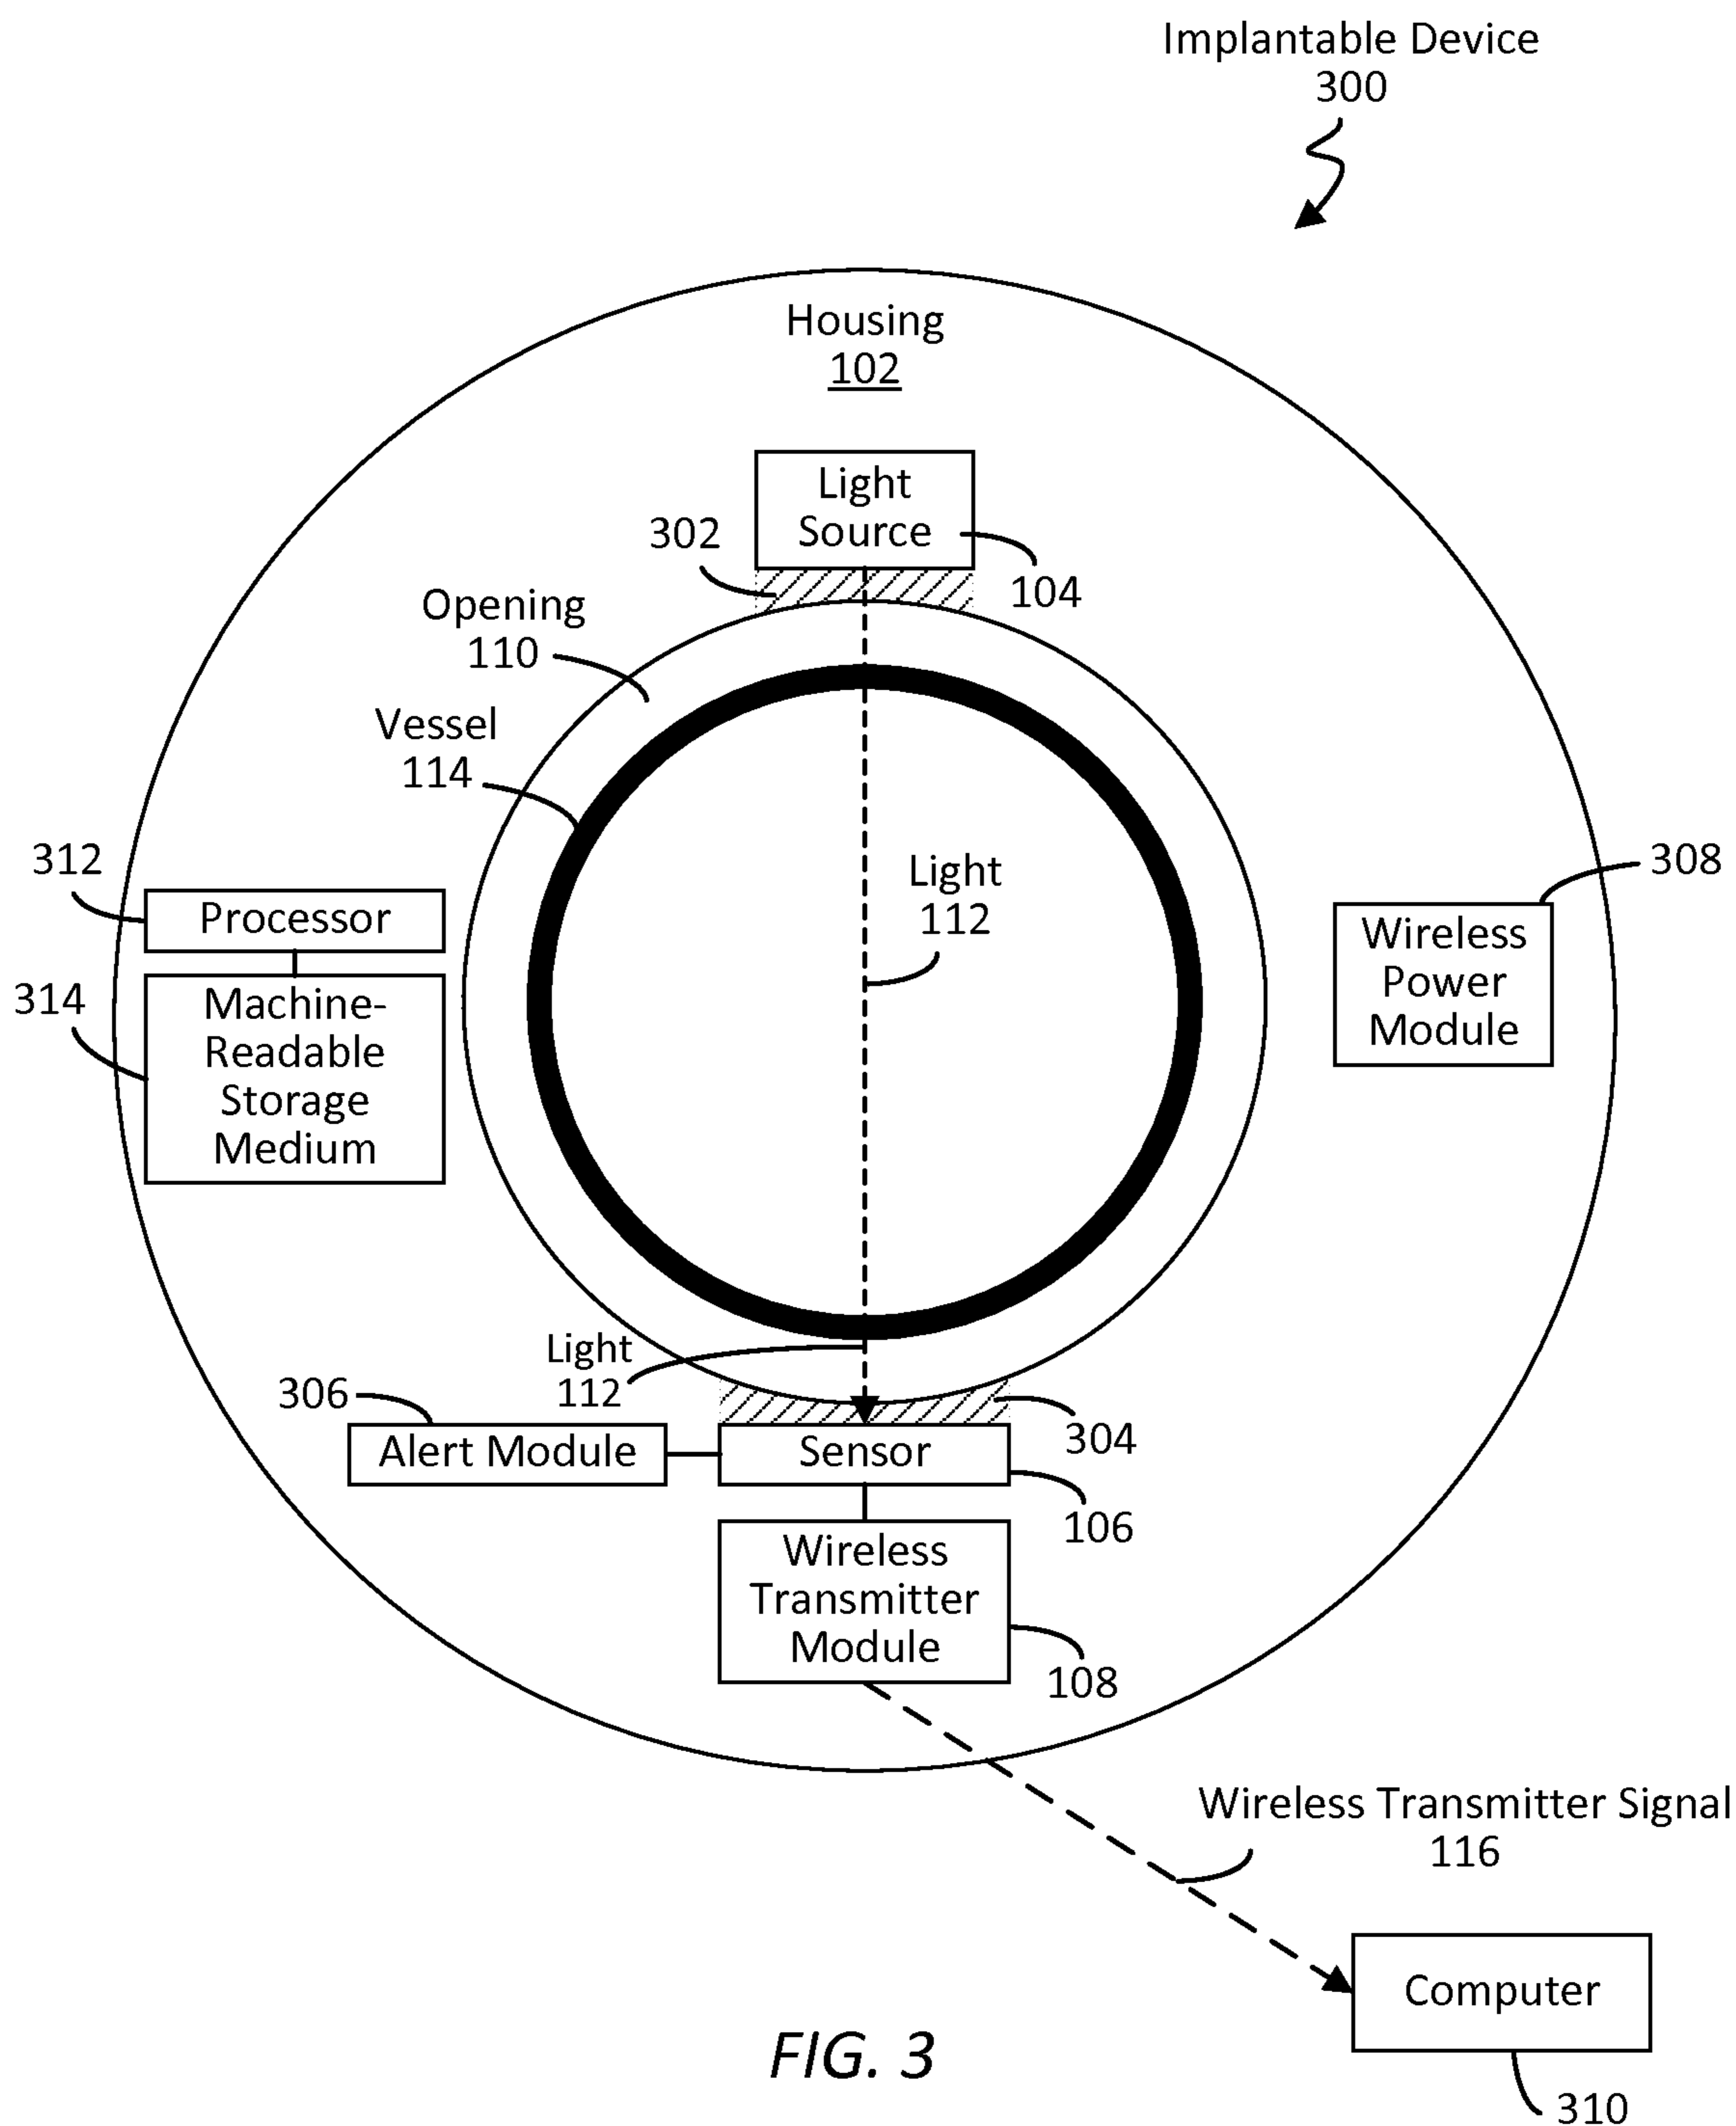 Implantable Device
300
Housing
102
Light
Source
302
104
Opening
110
Vessel
114
312
Processor
Light
112
308
Wireless
Power
Module
314
Machine-
Readable
Storage
Medium
Light
112
306
Alert Module
Sensor
304
106
Wireless
Transmitter
Module
108
Wireless Transmitter Signal
116
Computer
FIG. 3
310